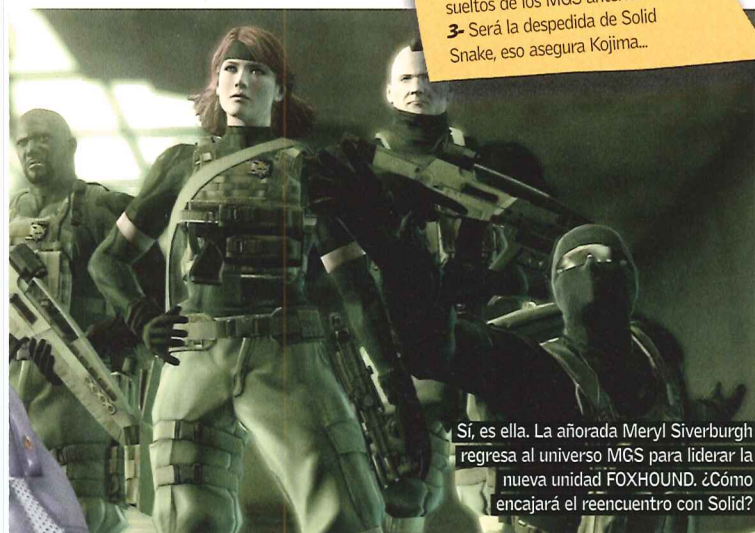 sueltos de los MGS
3- Será la despedida de Solid
Snake, eso asegura Kojima...
Sí, es ella. La añorada Meryl Siverburgh
regresa al universo MGS para liderar la
nueva unidad FOXHOUND. ¿Cómo
encajará el reencuentro con Solid?